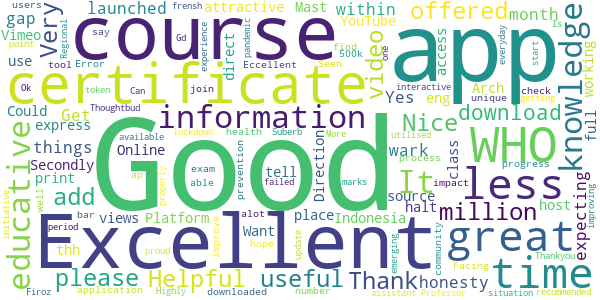 users frensh launched attractive Mast within YouTube offered month Is
gap say Gd course app very
Vimeo Regional direct experience pandemic find 500k video access one everyday start point
use tool Error Eccellent Seen interactive Arch working
Ok Can join certificate Yes eng unique check getting knowledge
token Thoughtbud
Could Get information Nice download full
express available lockdown health Suberb More utilised
Secondly Online prevention Direction wark WHO
things exam tell It process progress
educative print able failed marks class less improving
add ap properly Good source impact expecting
initiative well bar views Platform place Indonesia halt million host
period improve Want update emerging community great
thh proud hope Excellent Facing Thankyou
please Helpful useful Thank honesty time
application downloaded number situation
Firoz Highly alot assistant Professor recommended